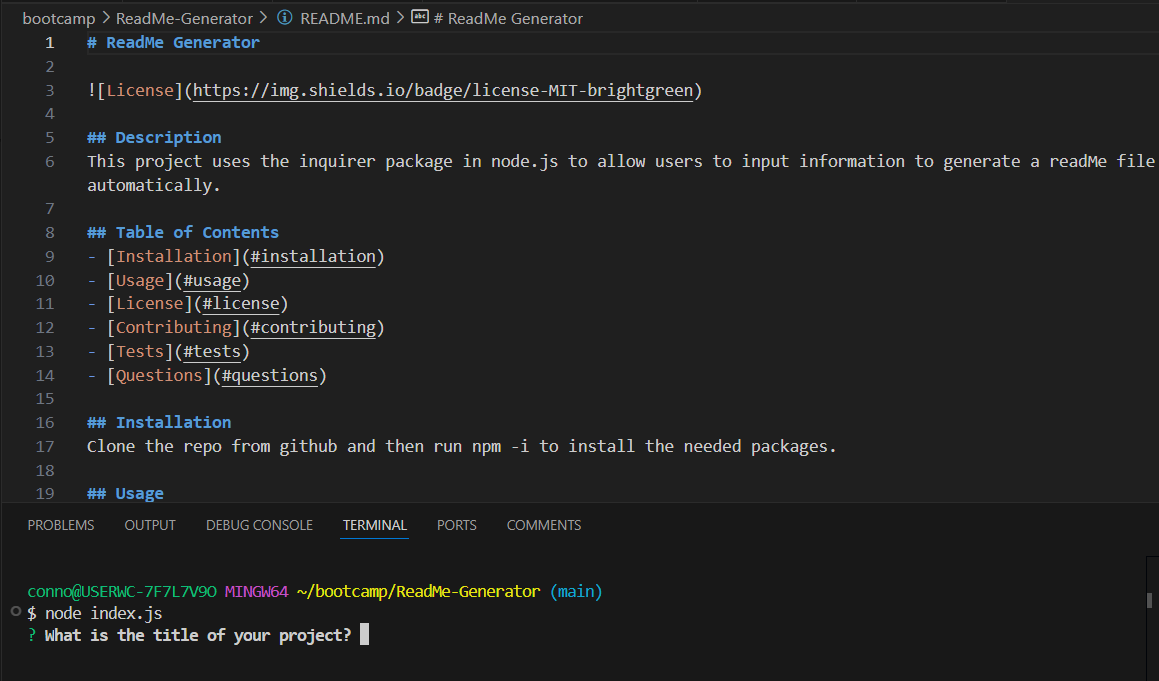 bootcamp > ReadMe-Generator > README.md > # ReadMe Generator
1 # ReadMe Generator
2
3 ![License](https://img.shields.io/badge/license-MIT-brightgreen)
4
5 ## Description
6 This project uses the inquirer package in node.js to allow users to input information to generate a readMe file
automatically.
7
8 ## Table of Contents
9 - [Installation](#installation)
10 - [Usage](#usage)
11 - [License](#license)
12 - [Contributing](#contributing)
13 - [Tests](#tests)
14 - [Questions](#questions)
15
16 ## Installation
17 Clone the repo from github and then run npm -i to install the needed packages.
18
19 ## Usage
PROBLEMS OUTPUT DEBUG CONSOLE TERMINAL PORTS COMMENTS
conno@USERWC-7F7L7V9O MINGW64 ~/bootcamp/ReadMe-Generator (main)
$ node index.js
? What is the title of your project?